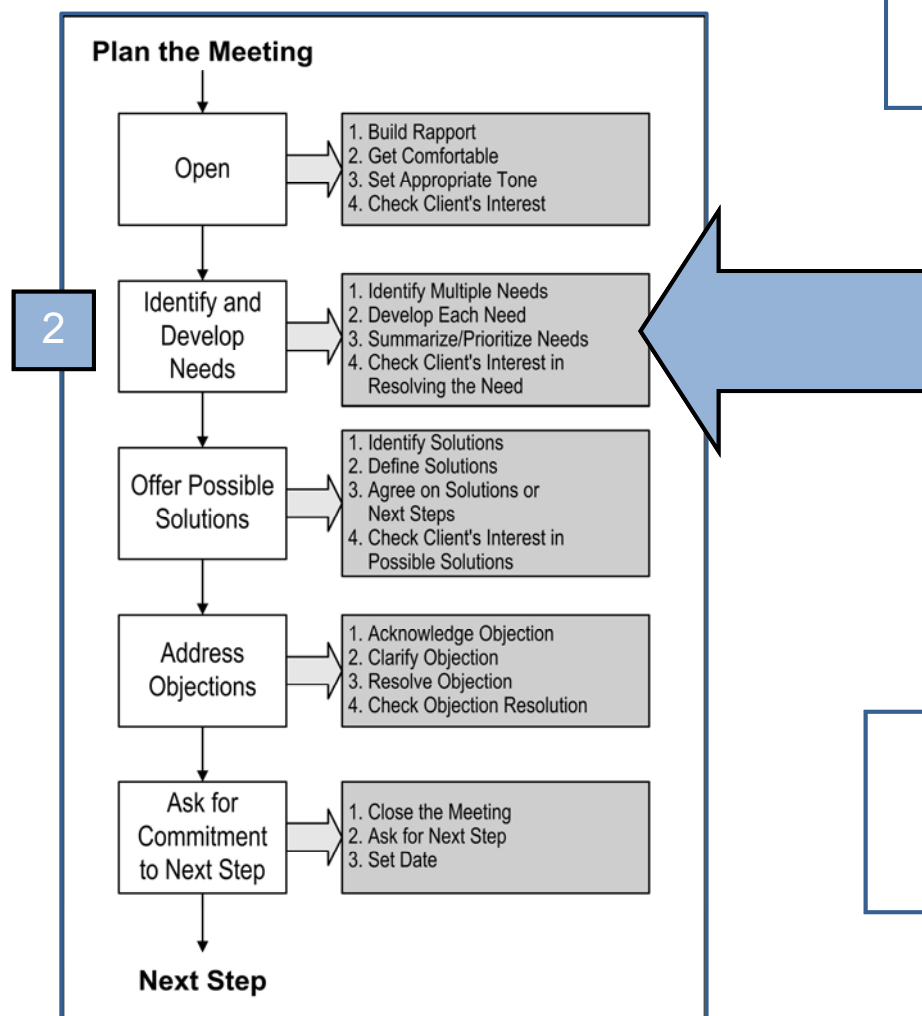 Plan the Meeting
Open
1. Build Rapport
2. Get Comfortable
3. Set Appropriate Tone
4. Check Client's Interest
2
Identify and
Develop
Needs
1. Identify Multiple Needs
2. Develop Each Need
3. Summarize/Prioritize Needs
4. Check Client's Interest in
Resolving the Need
Offer Possible
Solutions
1. Identify Solutions
2. Define Solutions
3. Agree on Solutions or
Next Steps
4. Check Client's Interest in
Possible Solutions
Address
Objections
1. Acknowledge Objection
2. Clarify Objection
3. Resolve Objection
4. Check Objection Resolution
Ask for
Commitment
to Next Step
1. Close the Meeting
2. Ask for Next Step
3. Set Date
Next Step